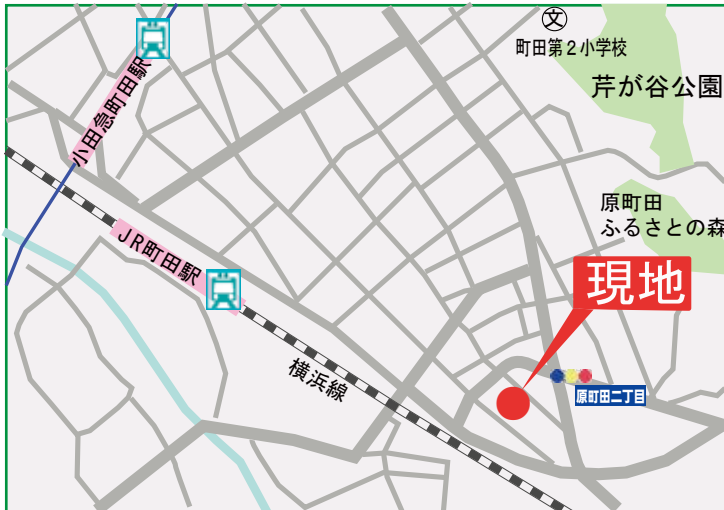 文
町田第2小学校
芹が谷公園
小田急町田駅
原町田
ふるさとの森
JR町田駅
現地
横浜線
原町田二丁目